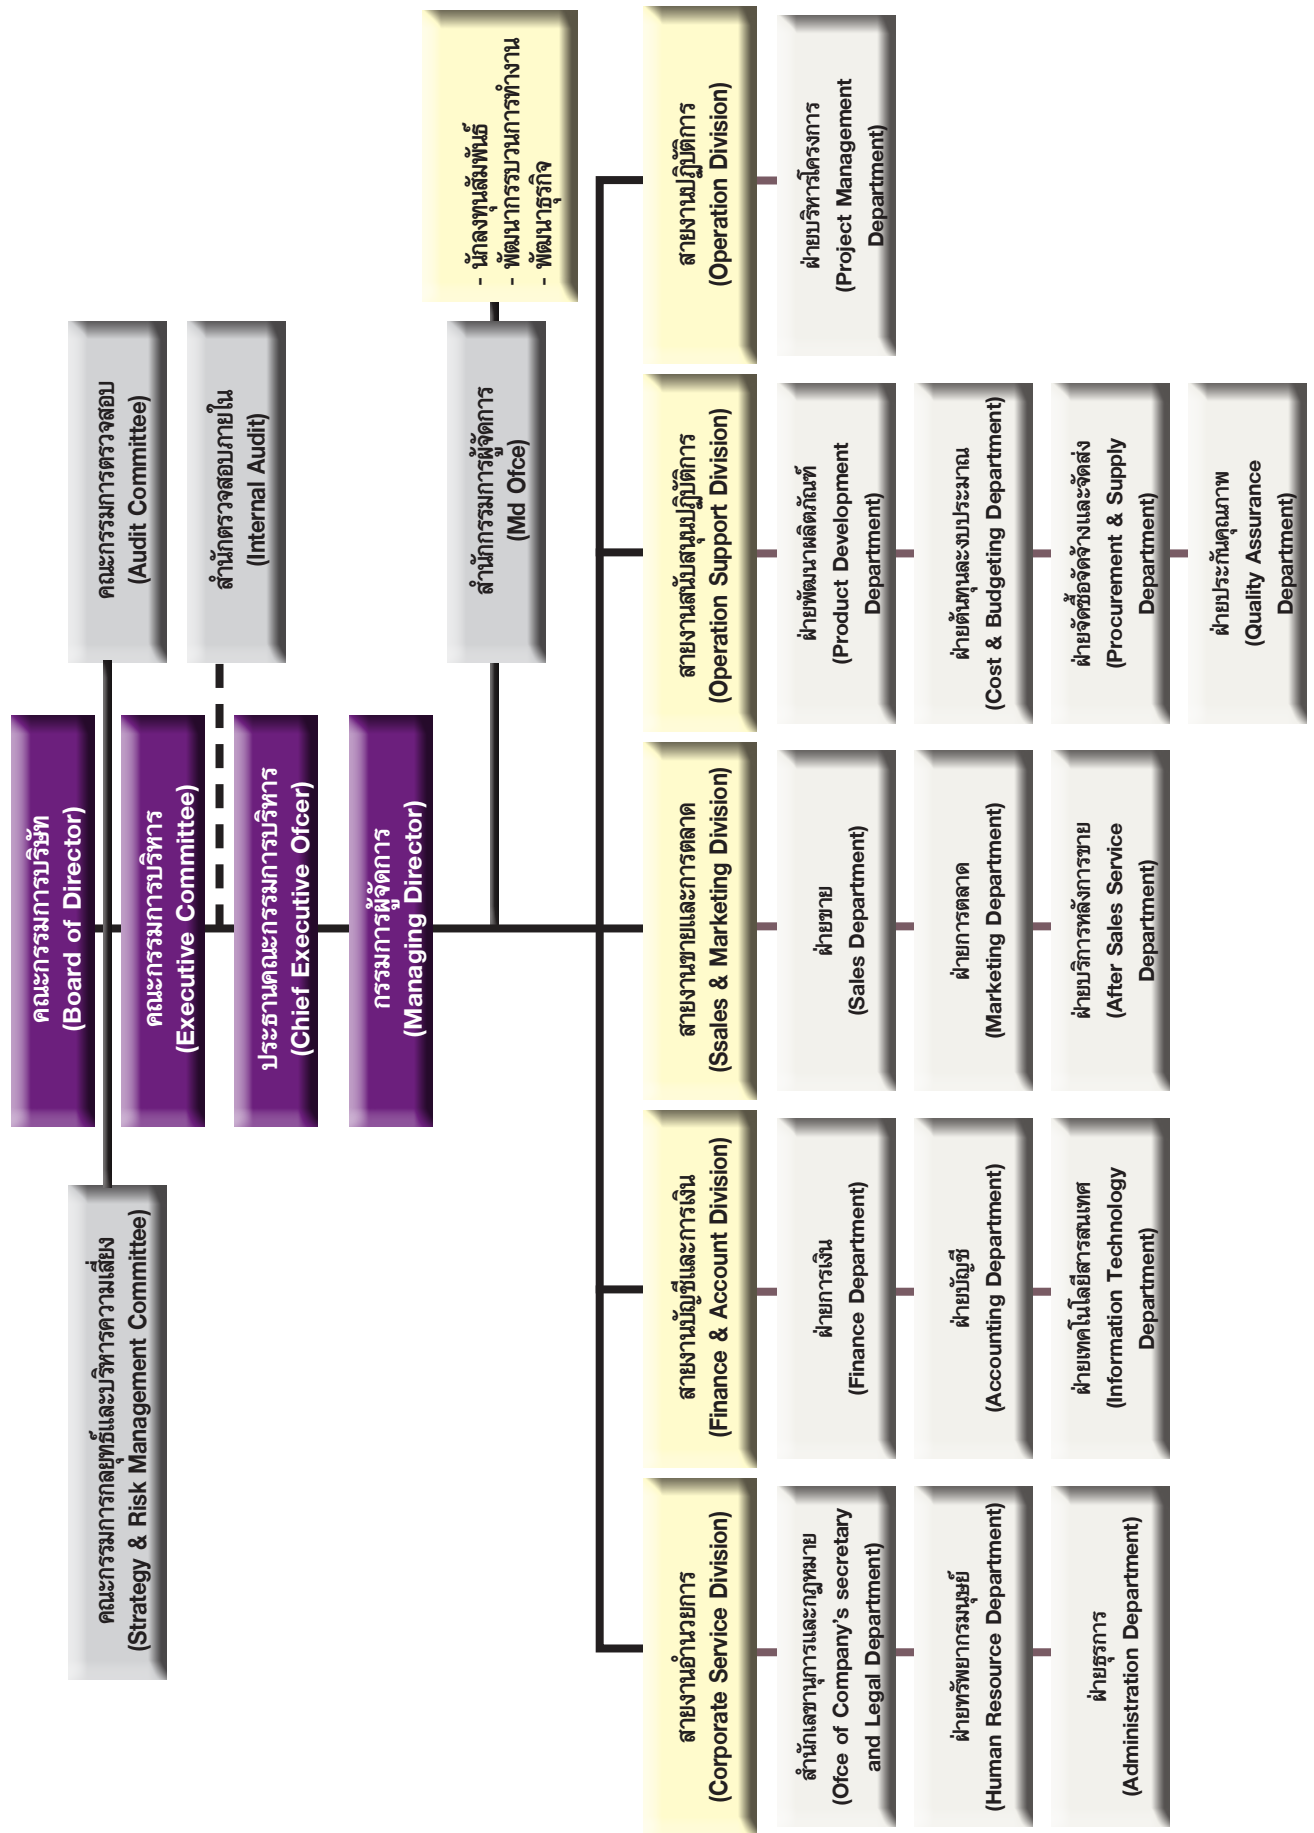 คณะกรรมการบริษัท
(Board of Director)
คณะกรรมการกลยุทธ์และบริหารความเสี่ยง
(Strategy & Risk Management Committee)
คณะกรรมการตรวจสอบ
(Audit Committee)
คณะกรรมการบริหาร
(Executive Committee)
สำนักตรวจสอบภายใน
(Internal Audit)
ประธานคณะกรรมการบริหาร
(Chief Executive Ofcer)
กรรมการผู้จัดการ
(Managing Director)
สำนักกรรมการผู้จัดการ
(Md Ofce)
- นักลงทุนสัมพันธ์
- พัฒนากรรบวนการทำงาน
- พัฒนาธุรกิจ
สายงานอำนวยการ
(Corporate Service Division)
สำนักเลขานุการและกฎหมาย
(Ofce of Company's secretary
and Legal Department)
ฝ่ายทรัพยากรมนุษย์
(Human Resource Department)
ฝ่ายธุรการ
(Administration Department)
สายงานบัญชีและการเงิน
(Finance & Account Division)
ฝ่ายการเงิน
(Finance Department)
ฝ่ายบัญชี
(Accounting Department)
ฝ่ายเทคโนโลยีสารสนเทศ
(Information Technology
Department)
สายงานขายและการตลาด
(Ssales & Marketing Division)
ฝ่ายขาย
(Sales Department)
ฝ่ายการตลาด
(Marketing Department)
ฝ่ายบริการหลังการขาย
(After Sales Service
Department)
สายงานสนับสนุนปฏิบัติการ
(Operation Support Division)
ฝ่ายพัฒนาผลิตภัณฑ์
(Product Development
Department)
ฝ่ายต้นทุนละงบประมาณ
(Cost & Budgeting Department)
ฝ่ายจัดซื้อจัดจ้างและจัดส่ง
(Procurement & Supply
Department)
ฝ่ายประกันคุณภาพ
(Quality Assurance
Department)
สายงานปฏิบัติการ
(Operation Division)
ฝ่ายบริหารโครงการ
(Project Management
Department)